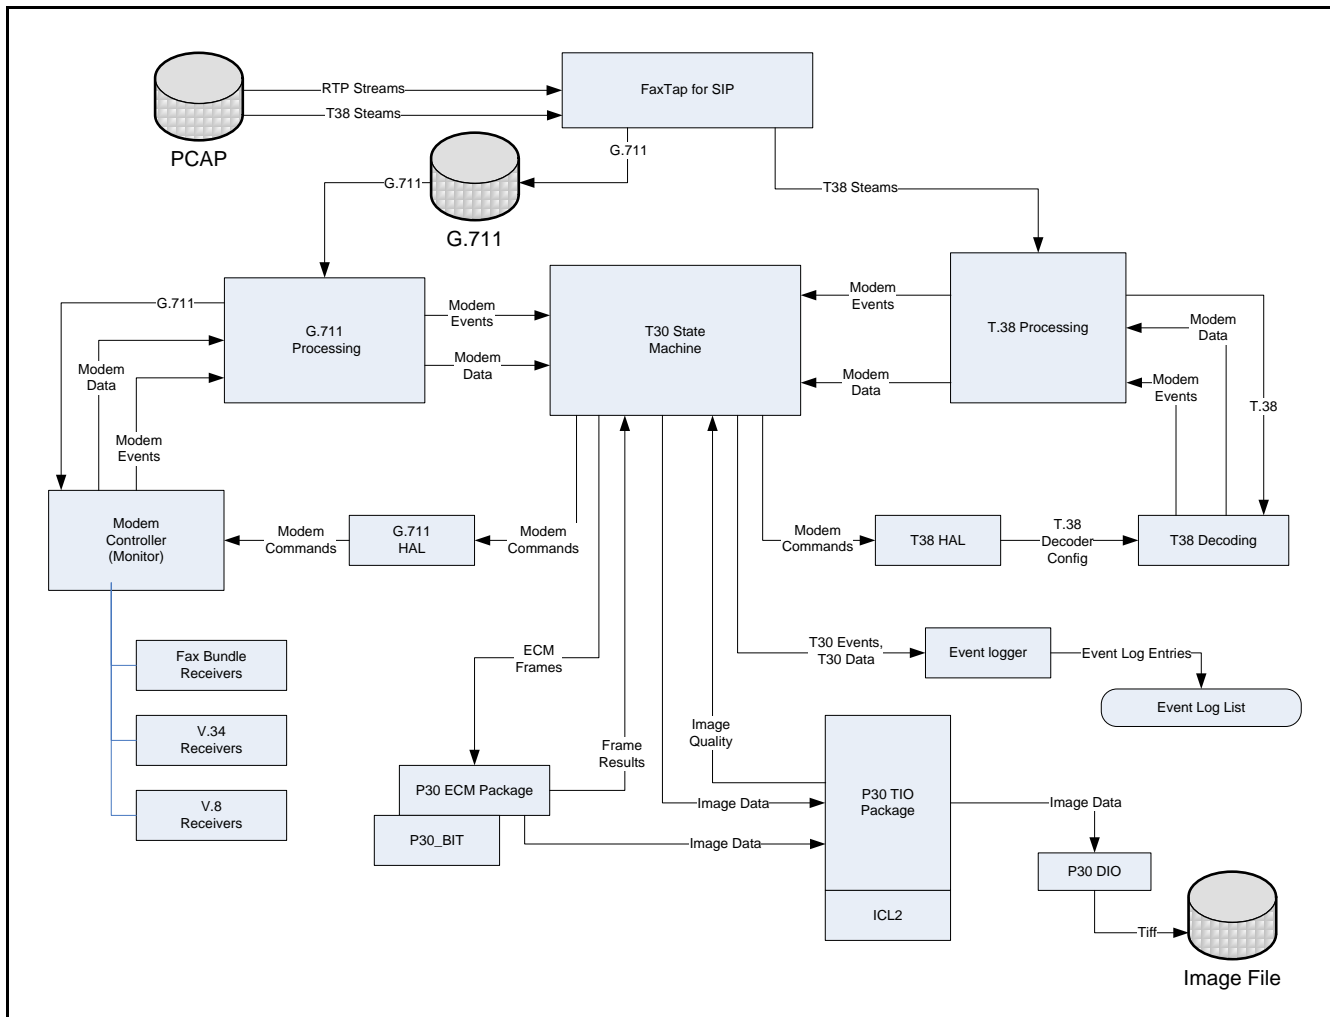 RTP Streams
FaxTap for SIP
T38 Steams
PCAP
G.711
G.711
T38 Steams
G.711
G.711
Modem
Events
Modem
Events
G.711
Processing
T30 State
Machine
T.38 Processing
Modem
Data
Modem
Data
Modem
Data
Modem
Data
Modem
Events
T.38
Modem
Events
Modem
Controller
(Monitor)
Modem
Commands
G.711
HAL
Modem
Commands
Modem
Commands
T38 HAL
T.38
Decoder
Config
T38 Decoding
Fax Bundle
Receivers
ECM
Frames
T30 Events,
T30 Data
Event logger
Event Log Entries
Event Log List
V.34
Receivers
Frame
Results
Image
Quality
V.8
Receivers
P30 ECM Package
P30_BIT
Image Data
Image Data
P30 TIO
Package
Image Data
P30 DIO
ICL2
Tiff
Image File